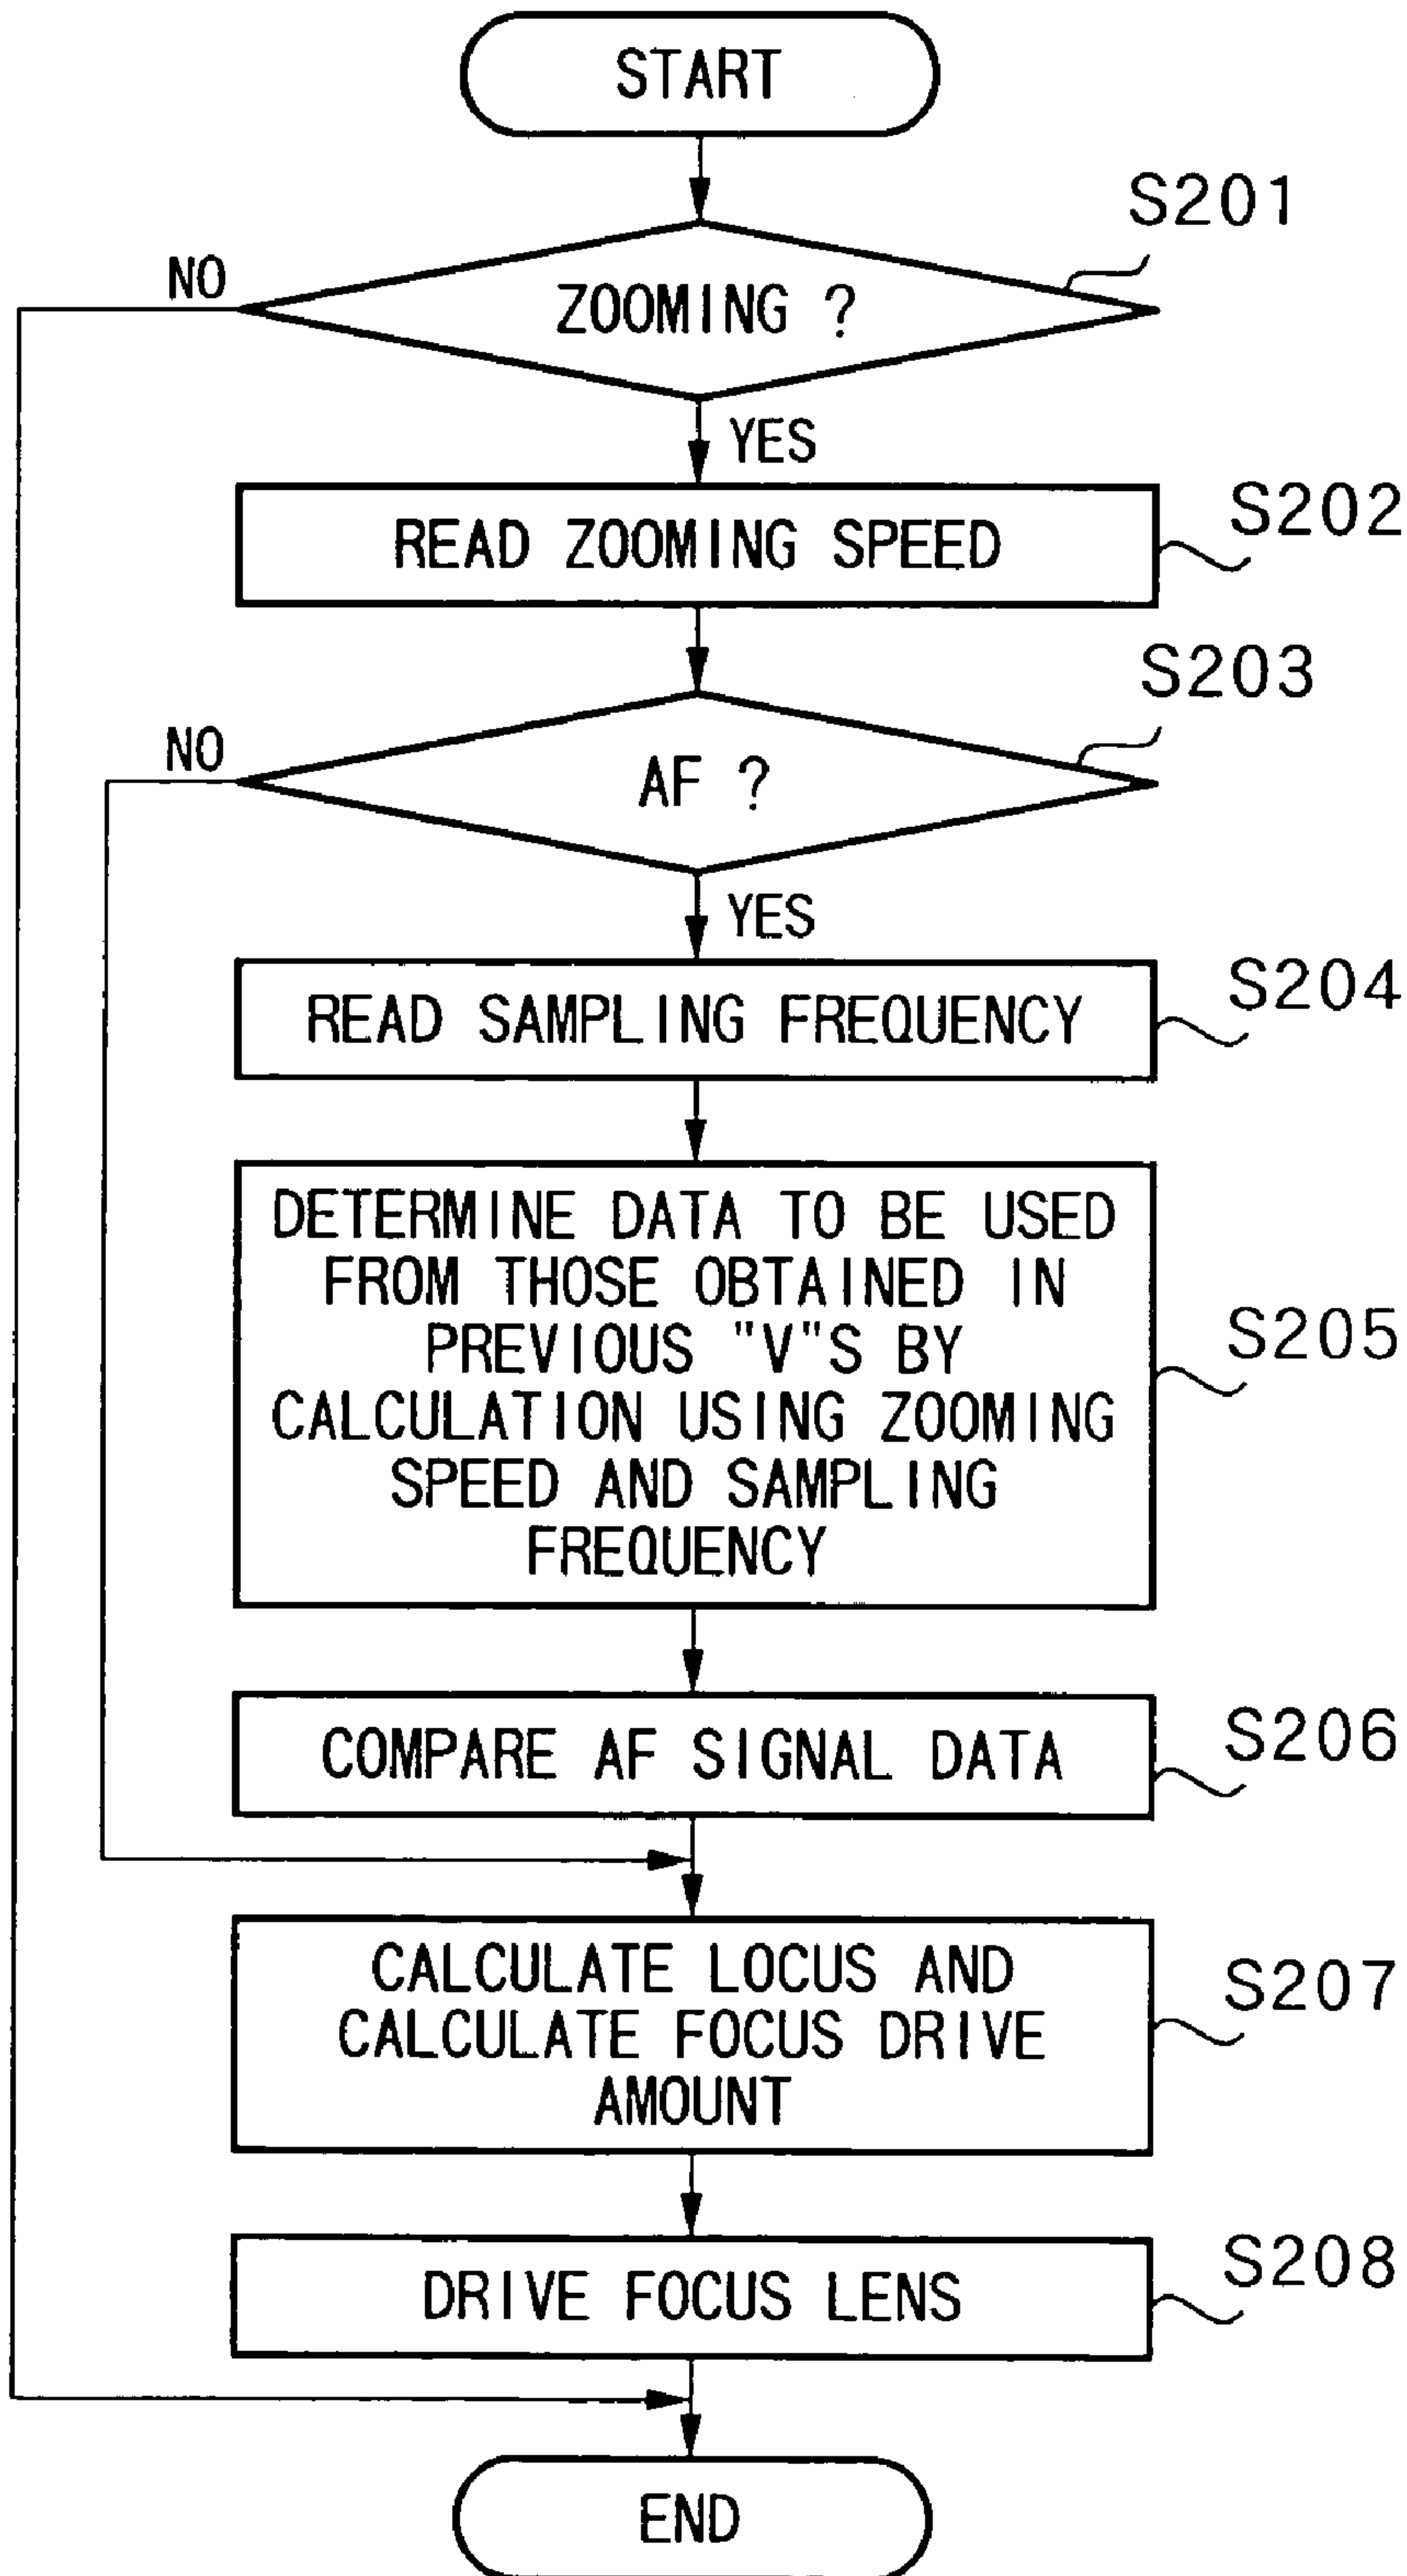 START
S201
NO
ZOOMING ?
YES
S202
READ ZOOMING SPEED
S203
NO
AF ?
YES
S204
READ SAMPLING FREQUENCY
DETERMINE DATA TO BE USED
FROM THOSE OBTAINED IN
PREVIOUS "V"S BY
CALCULATION USING ZOOMING
SPEED AND SAMPLING
FREQUENCY
S205
COMPARE AF SIGNAL DATA
S206
CALCULATE LOCUS AND
CALCULATE FOCUS DRIVE
AMOUNT
S207
DRIVE FOCUS LENS
S208
END